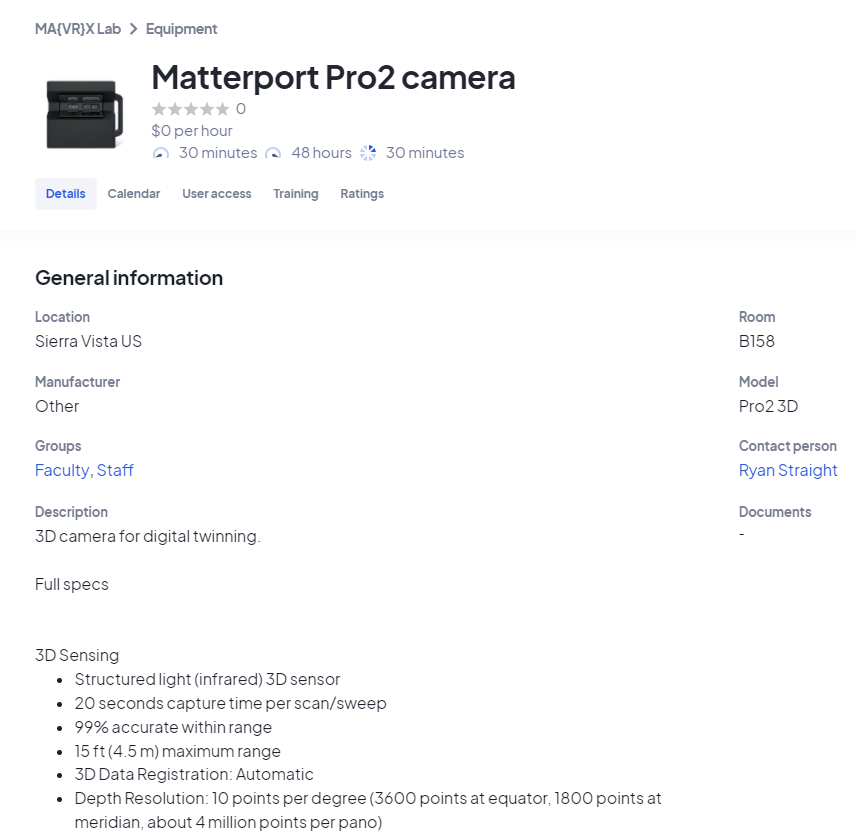 MA{VR}X Lab > Equipment
Matterport Pro2 camera
0
$0 per hour
30 minutes 48 hours 30 minutes
Details Calendar User access Training Ratings
General information
Location
Sierra Vista US
Room
B158
Manufacturer
Other
Model
Pro2 3D
Groups
Faculty, Staff
Contact person
Ryan Straight
Description
3D camera for digital twinning.
Documents
-
Full specs
3D Sensing
• Structured light (infrared) 3D sensor
• 20 seconds capture time per scan/sweep
• 99% accurate within range
• 15 ft (4.5 m) maximum range
• 3D Data Registration: Automatic
• Depth Resolution: 10 points per degree (3600 points at equator, 1800 points at
meridian, about 4 million points per pano)